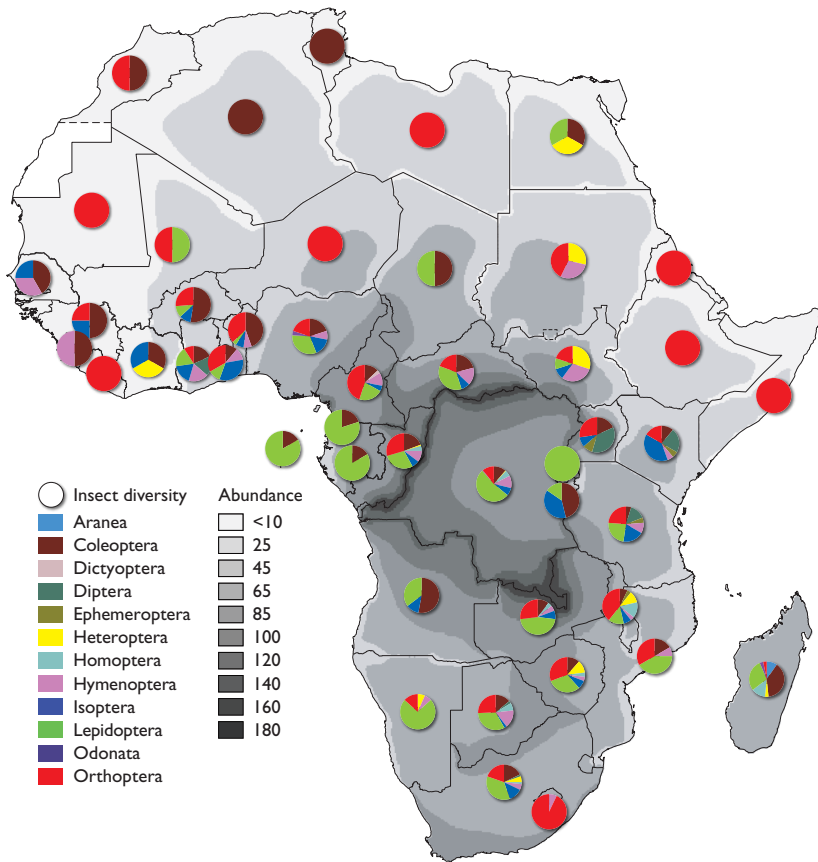 Insect diversity
Aranea
Coleoptera
Dictyoptera
Diptera
Ephemeroptera
Heteroptera
Homoptera
Hymenoptera
Isoptera
Lepidoptera
Odonata
Orthoptera
Abundance
<10
25
45
65
85
100
120
140
160
180